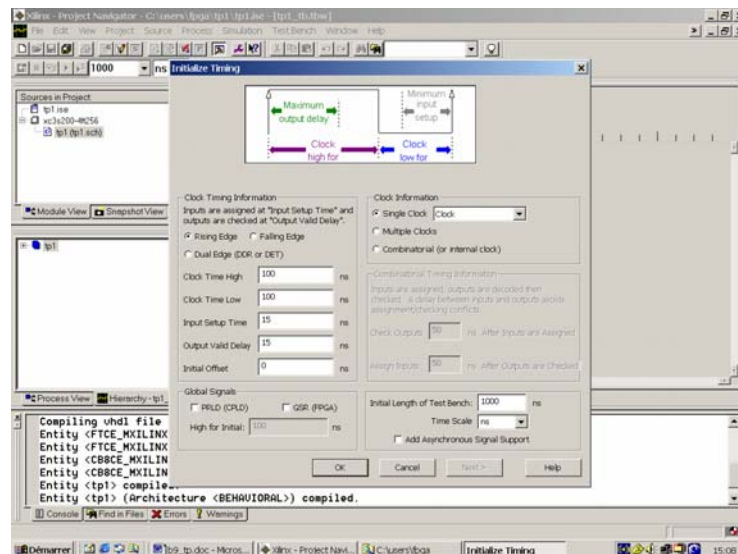 Xilinx - Project Navigator - C:\users\fpga\tp1\tp1.ise - [tp1_tb.tbw]
File Edit View Project Source Process Simulation Test Bench Window Help
1000 ns
Initialize Timing
Sources in Project:
tp1.ise
xc3s200-4ft256
tp1 (tp1.sch)
Module View Snapshot View
tp1
Process View Hierarchy - tp1_
Maximum
output delay
Minimum
input
setup
Clock
high for
Clock
low for
Clock Timing Information
Inputs are assigned at "Input Setup Time" and
outputs are checked at "Output Valid Delay".
Rising Edge Falling Edge
Dual Edge (DDR or DET)
Clock Time High 100 ns
Clock Time Low 100 ns
Input Setup Time 15 ns
Output Valid Delay 15 ns
Initial Offset 0 ns
Global Signals
PRLD (CPLD) GSR (FPGA)
High for Initial: 100 ns
Clock Information
Single Clock Clock
Multiple Clocks
Combinatorial (or internal clock)
Combinatorial Timing Information
Inputs are assigned, outputs are decoded then
checked. A delay between inputs and outputs avoids
assignment/checking conflicts.
Check Outputs 50 ns After Inputs are Assigned
Assign Inputs 50 ns After Outputs are Checked
Initial Length of Test Bench: 1000 ns
Time Scale ns
Add Asynchronous Signal Support
OK Cancel Next > Help
Compiling vhdl file
Entity <FTCE_MXILINX
Entity <FTCE_MXILINX
Entity <CB8CE_MXILIN
Entity <CB8CE_MXILIN
Entity <tp1> compile
Entity <tp1> (Architecture <BEHAVIORAL>) compiled.
Console Find in Files Errors Warnings
Démarrer b9_tp.doc - Micros... Xilinx - Project Navi... C:\users\fpga Initialize Timing 15:09